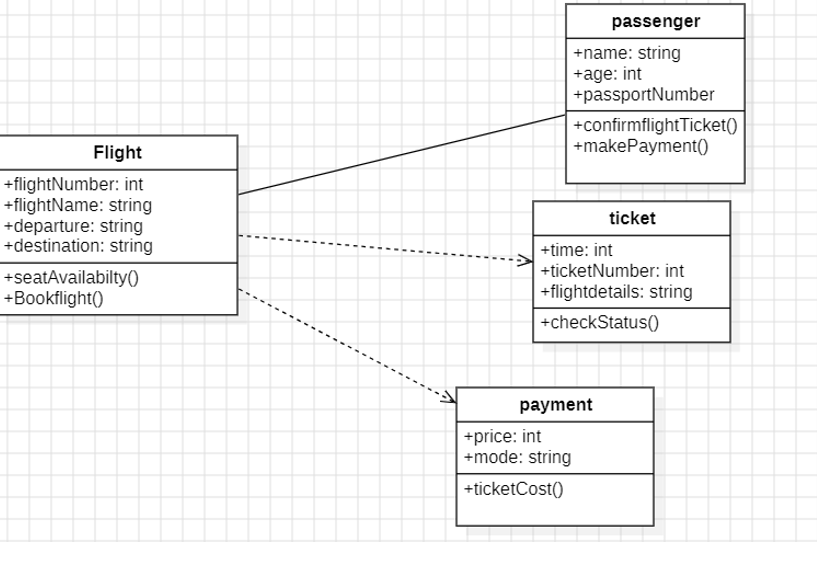 passenger
+name: string
+age: int
+passportNumber
+confirmflightTicket()
+makePayment()
Flight
+flightNumber: int
+flightName: string
+departure: string
+destination: string
+seatAvailabilty()
+Bookflight()
ticket
+time: int
+ticketNumber: int
+flightdetails: string
+checkStatus()
payment
+price: int
+mode: string
+ticketCost()